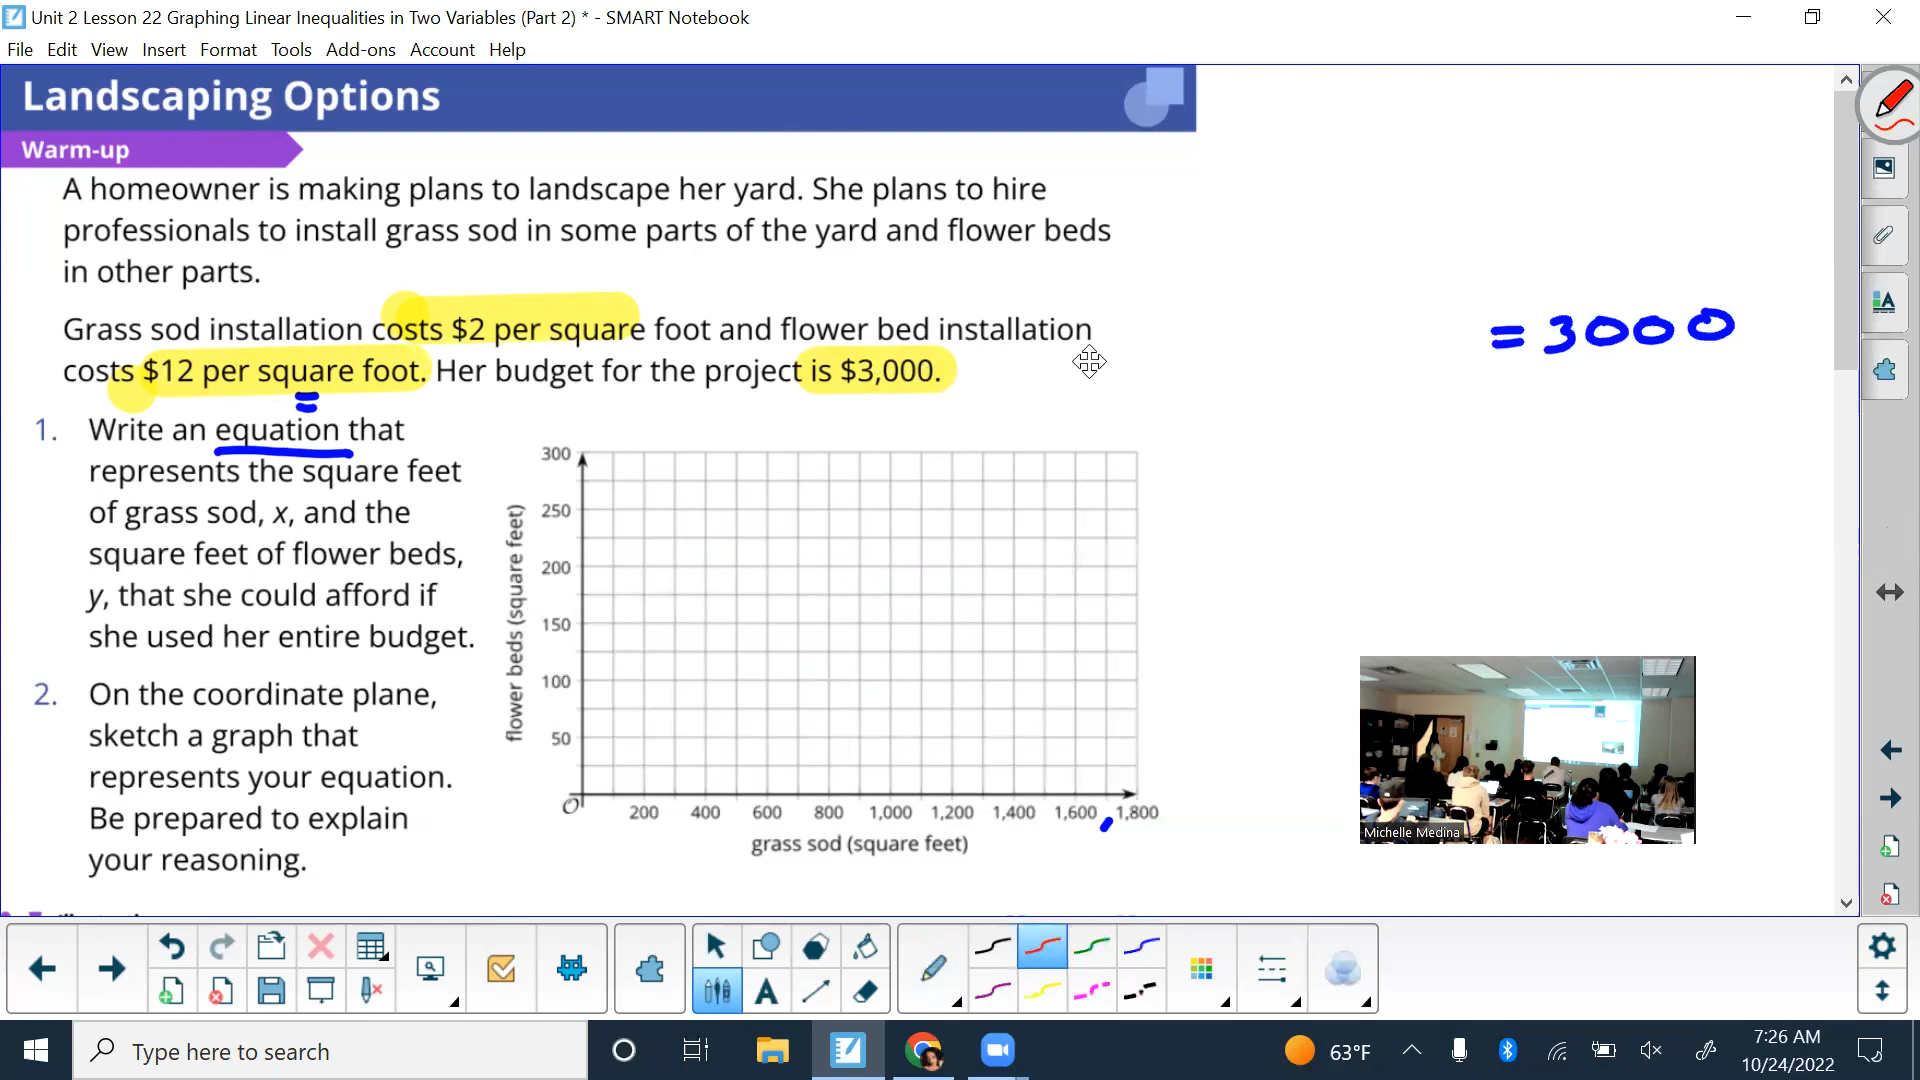 Unit 2 Lesson 22 Graphing Linear Inequalities in Two Variables (Part 2) * - SMART Notebook
File Edit View Insert Format Tools Add-ons Account Help
Landscaping Options
Warm-up
A homeowner is making plans to landscape her yard. She plans to hire
professionals to install grass sod in some parts of the yard and flower beds
in other parts.
Grass sod installation costs $2 per square foot and flower bed installation
costs $12 per square foot. Her budget for the project is $3,000.
= 3000
=
1. Write an equation that
represents the square feet
of grass sod, x, and the
square feet of flower beds,
y, that she could afford if
she used her entire budget.
2. On the coordinate plane,
sketch a graph that
represents your equation.
Be prepared to explain
your reasoning.
flower beds (square feet)
300
250
200
150
100
50
O
200 400 600 800 1,000 1,200 1,400 1,600 1,800
grass sod (square feet)
Michelle Medina
Type here to search
63°F
7:26 AM
10/24/2022